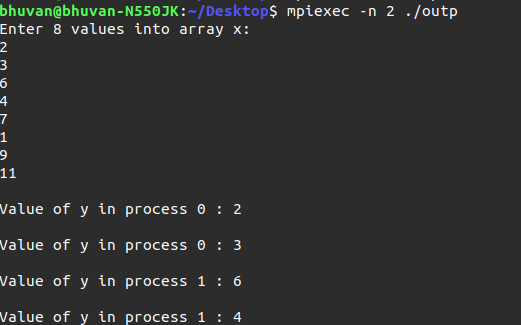 bhuvan@bhuvan-N550JK:~/Desktop$ mpiexec -n 2 ./outp
Enter 8 values into array x:
2
3
6
4
7
1
9
11
Value of y in process 0 : 2
Value of y in process 0 : 3
Value of y in process 1 : 6
Value of y in process 1 : 4